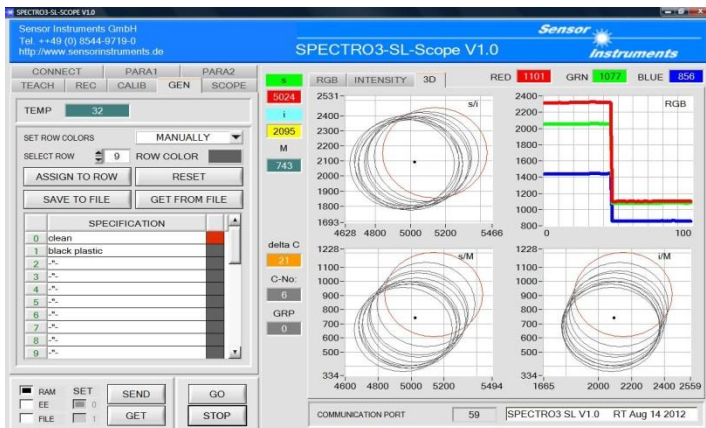 SPECTRO3-SL-SCOPE V1.0
Sensor Instruments GmbH
Tel. ++49 (0) 8544-9719-0
http://www.sensorinstruments.de
SPECTRO3-SL-Scope V1.0
Sensor
Instruments
CONNECT PARA1 PARA2
TEACH REC CALIB GEN SCOPE
TEMP 32
SET ROW COLORS MANUALLY
SELECT ROW 9 ROW COLOR
ASSIGN TO ROW RESET
SAVE TO FILE GET FROM FILE
SPECIFICATION
0 clean
1 black plastic
2 -"-
3 -"-
4 -"-
5 -"-
6 -"-
7 -"-
8 -"-
9 -"-
RAM SET SEND GO
EE 0
FILE 1 GET STOP
s
5024
i
2095
M
743
delta C
21
C-No:
6
GRP
0
RGB INTENSITY 3D RED 1101 GRN 1077 BLUE 856
s/i
2531-
2400-
2300-
2200-
2100-
2000-
1900-
1800-
1693-
4628 4800 5000 5200 5466
RGB
2400-
2200-
2000-
1800-
1600-
1400-
1200-
1000-
800-
0 100
s/M
1228-
1100-
1000-
900-
800-
700-
600-
500-
334-
4600 4800 5000 5200 5494
i/M
1228-
1100-
1000-
900-
800-
700-
600-
500-
334-
1665 2000 2200 2400 2559
COMMUNICATION PORT 59 SPECTRO3 SL V1.0 RT Aug 14 2012